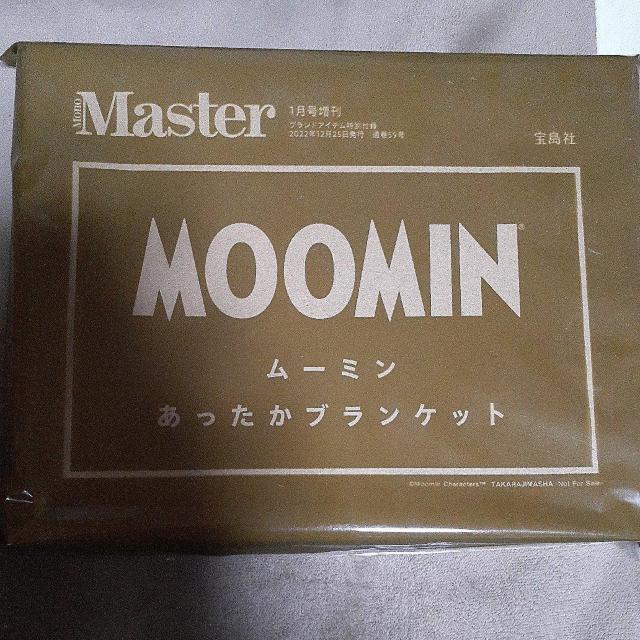 Mono Master
1月号増刊
ブランドアイテム特別付録
2022年12月25日発行 通巻59号
宝島社
MOOMIN®
ムーミン
あったかブランケット
©Moomin Characters™ TAKARAJIMASHA Not For Sale